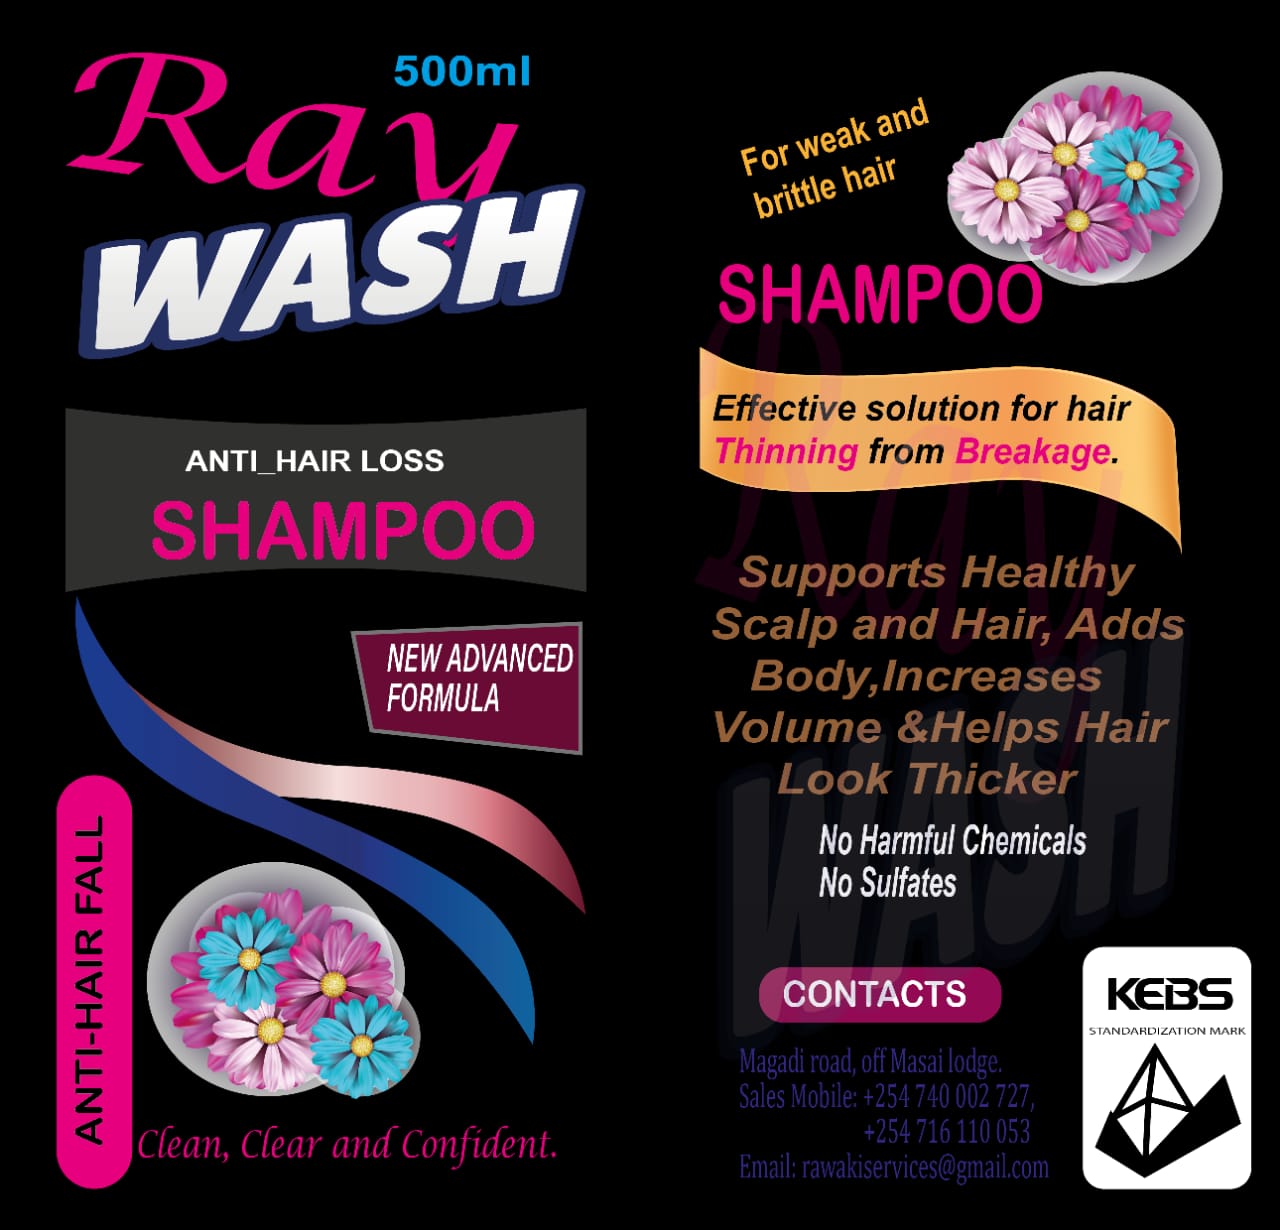 500ml
Ray
WASH
ANTI_HAIR LOSS
SHAMPOO
NEW ADVANCED
FORMULA
ANTI-HAIR FALL
Clean, Clear and Confident.
For weak and
brittle hair
SHAMPOO
Effective solution for hair
Thinning from Breakage.
Supports Healthy
Scalp and Hair, Adds
Body,Increases
Volume &Helps Hair
Look Thicker
No Harmful Chemicals
No Sulfates
Ray
WASH
CONTACTS
Magadi road, off Masai lodge.
Sales Mobile: +254 740 002 727,
+254 716 110 053
Email: rawakiservices@gmail.com
KEBS
STANDARDIZATION MARK